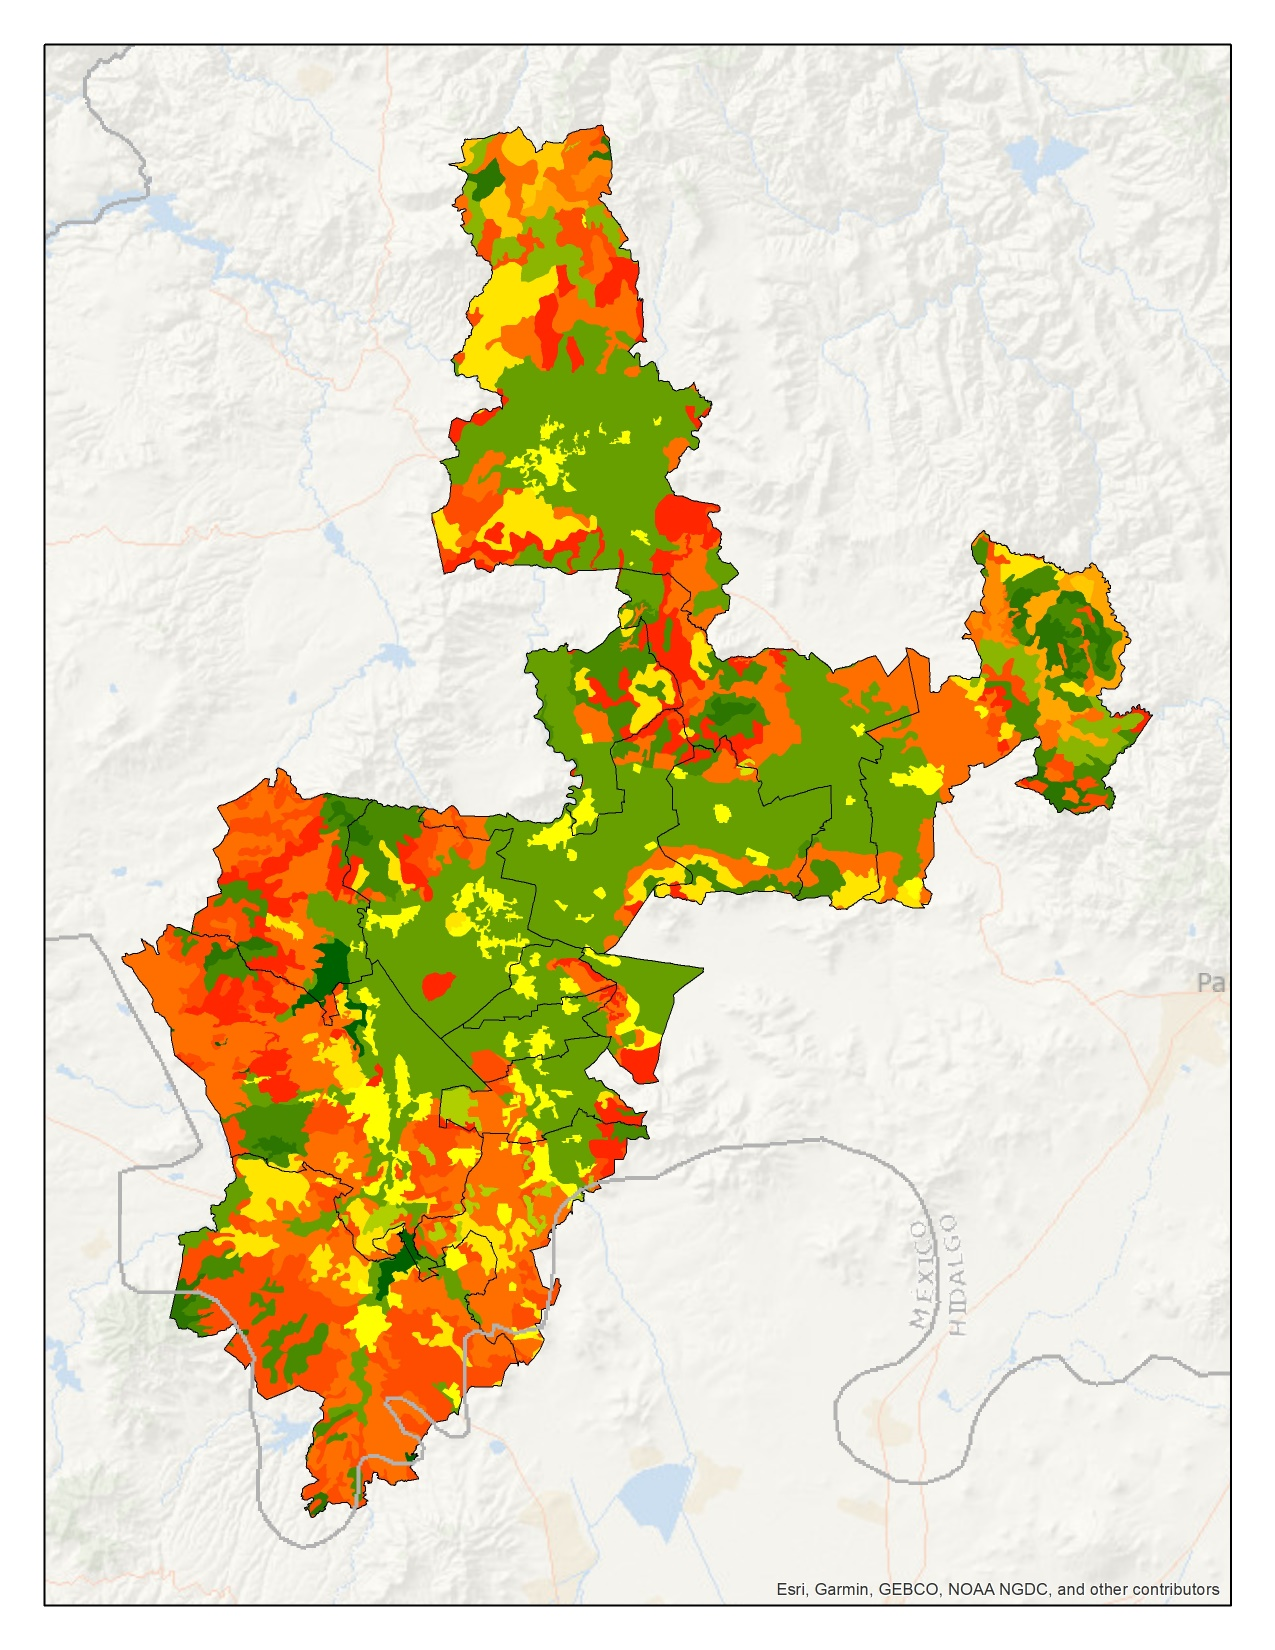 Pa
MEXICO
HIDALGO
Esri, Garmin, GEBCO, NOAA NGDC, and other contributors